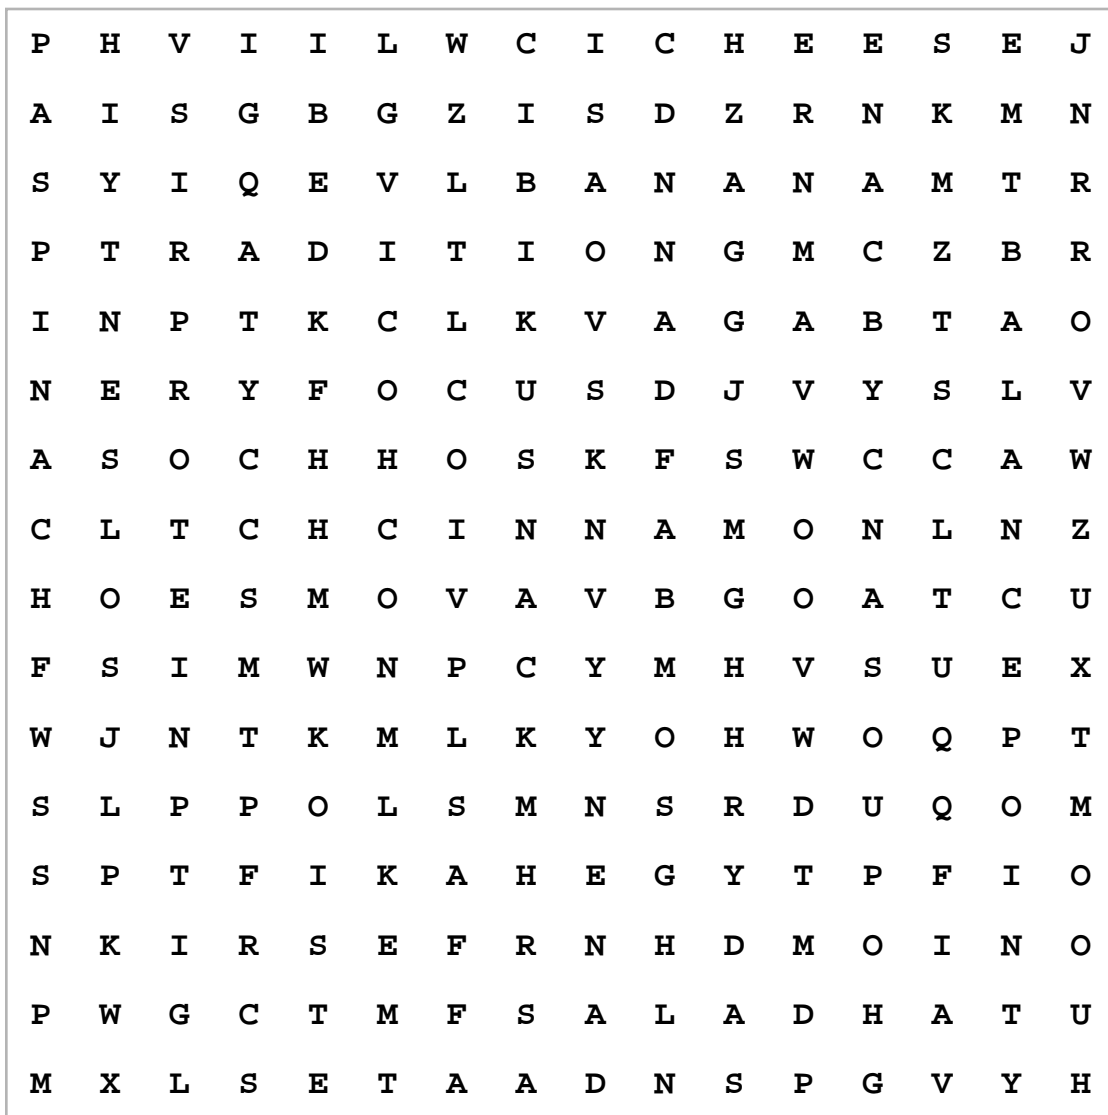 P H V I I L W C I C H E E S E J
A I S G B G Z I S D Z R N K M N
S Y I Q E V L B A N A N A M T R
P T R A D I T I O N G M C Z B R
I N P T K C L K V A G A B T A O
N E R Y F O C U S D J V Y S L V
A S O C H H O S K F S W C C A W
C L T C H C I N N A M O N L N Z
H O E S M O V A V B G O A T C U
F S I M W N P C Y M H V S U E X
W J N T K M L K Y O H W O Q P T
S L P P O L S M N S R D U Q O M
S P T F I K A H E G Y T P F I O
N K I R S E F R N H D M O I N O
P W G C T M F S A L A D H A T U
M X L S E T A A D N S P G V Y H